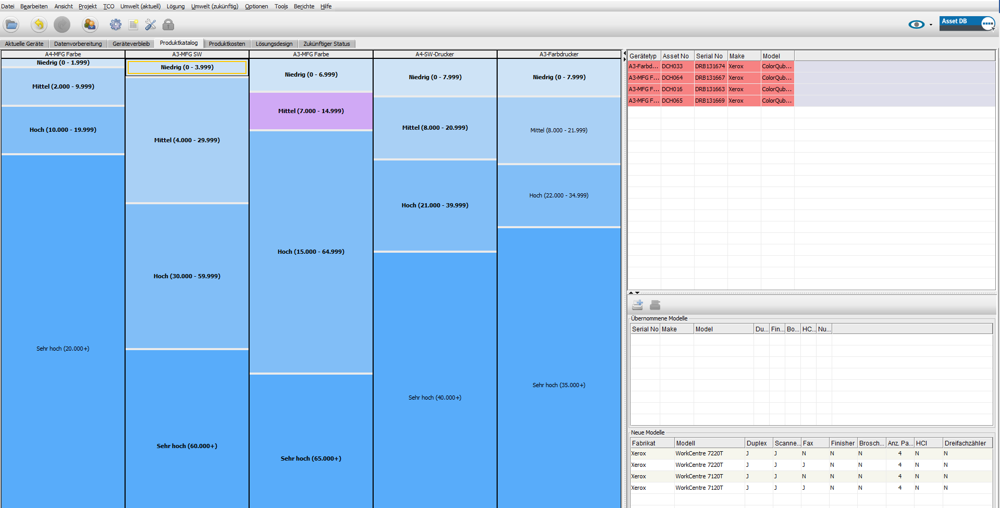 Datei Bearbeiten Ansicht Projekt TCO Umwelt (aktuell) Lösung Umwelt (zukünftig) Optionen Tools Berichte Hilfe
Asset DB
Aktuelle Geräte Datenvorbereitung Geräteverbleib Produktkatalog Produktkosten Lösungsdesign Zukünftiger Status
A4-MFG Farbe
Niedrig (0 - 1.999)
Mittel (2.000 - 9.999)
Hoch (10.000 - 19.999)
Sehr hoch (20.000+)
A3-MFG SW
Niedrig (0 - 3.999)
Mittel (4.000 - 29.999)
Hoch (30.000 - 59.999)
Sehr hoch (60.000+)
A3-MFG Farbe
Niedrig (0 - 6.999)
Mittel (7.000 - 14.999)
Hoch (15.000 - 64.999)
Sehr hoch (65.000+)
A4-SW-Drucker
Niedrig (0 - 7.999)
Mittel (8.000 - 20.999)
Hoch (21.000 - 39.999)
Sehr hoch (40.000+)
A3-Farbdrucker
Niedrig (0 - 7.999)
Mittel (8.000 - 21.999)
Hoch (22.000 - 34.999)
Sehr hoch (35.000+)
Gerätetyp Asset No Serial No Make Model
A3-Farbd... DCH033 DRB131674 Xerox ColorQub...
A3-MFG F... DCH064 DRB131667 Xerox ColorQub...
A3-MFG F... DCH016 DRB131663 Xerox ColorQub...
A3-MFG F... DCH065 DRB131669 Xerox ColorQub...
Übernommene Modelle
Serial No Make Model Du... Fin... Bo... HC... Nu...
Neue Modelle
Fabrikat Modell Duplex Scanne... Fax Finisher Brosch... Anz. Pa... HCI Dreifachzähler
Xerox WorkCentre 7220T J J N N N 4 N N
Xerox WorkCentre 7220T J J J N N 4 N N
Xerox WorkCentre 7120T J J N N N 4 N N
Xerox WorkCentre 7120T J J J N N 4 N N